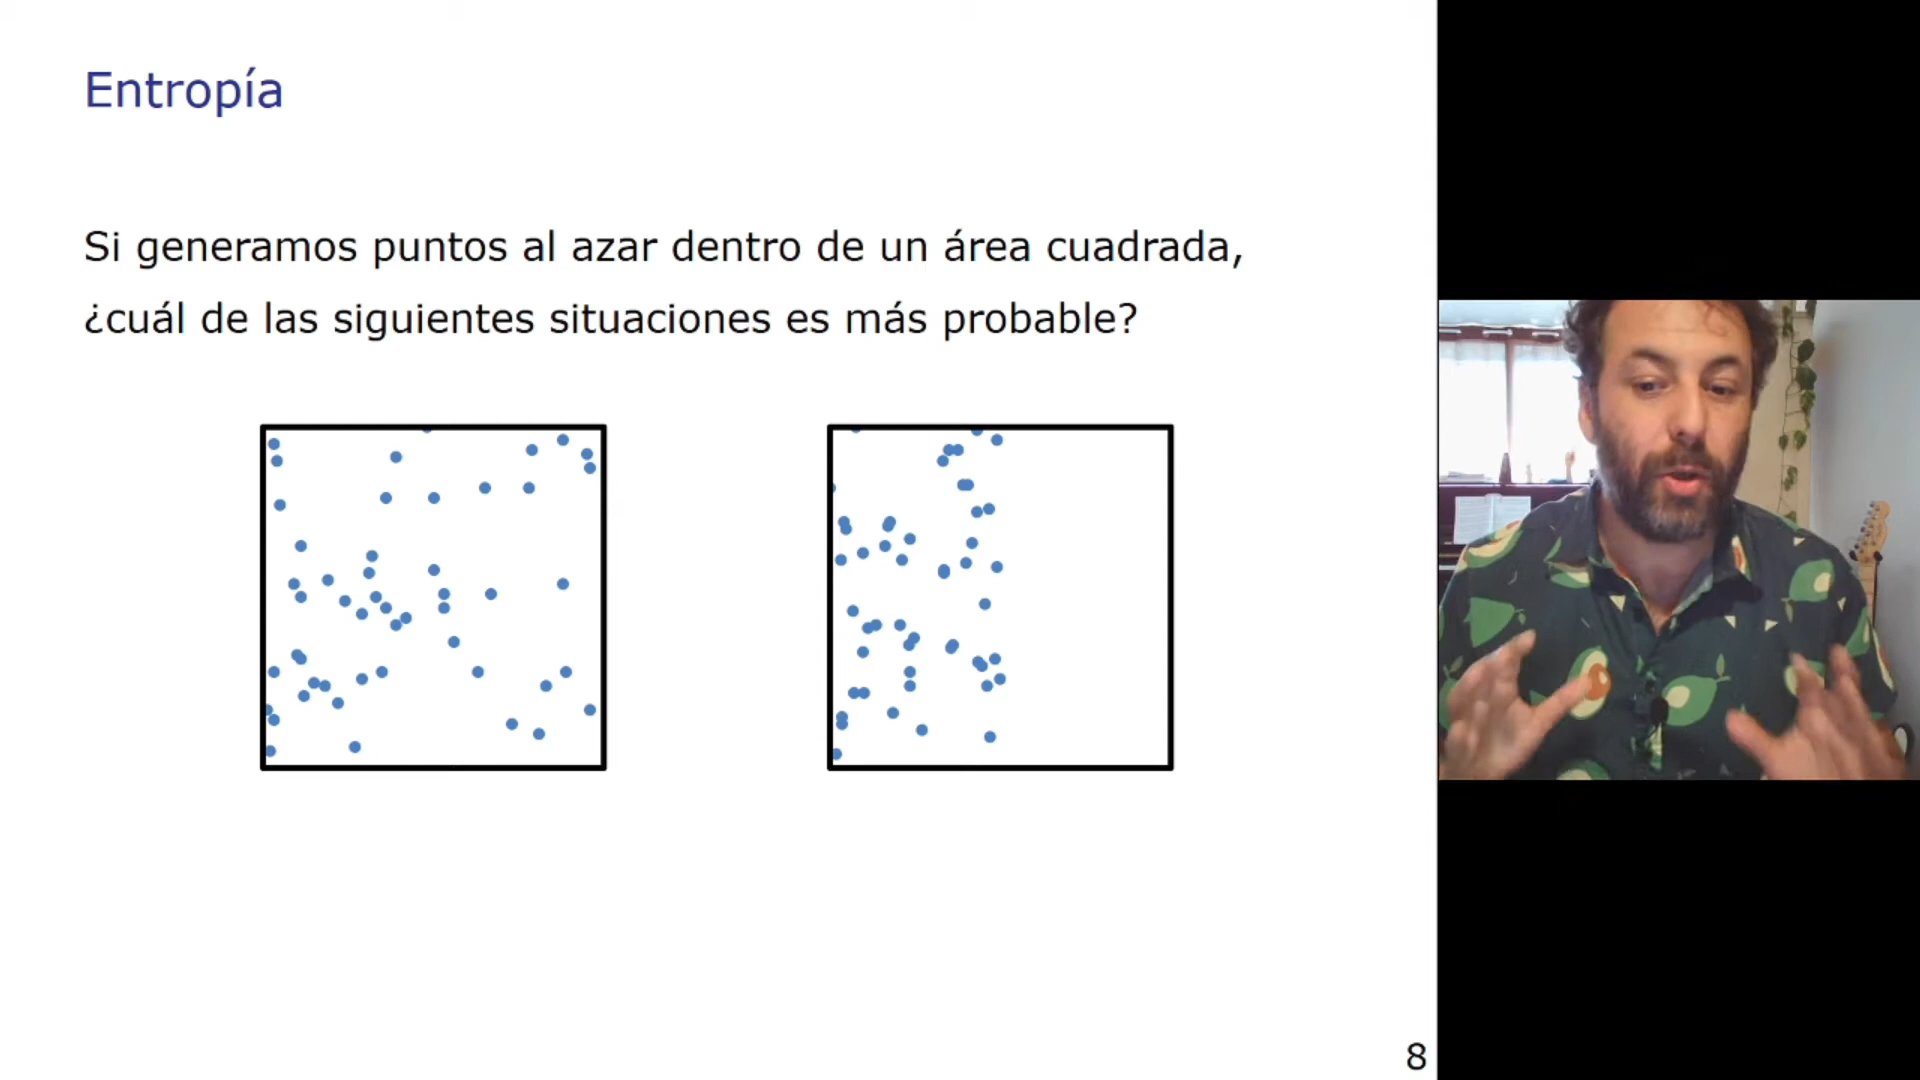 Entropía
Si generamos puntos al azar dentro de un área cuadrada,
¿cuál de las siguientes situaciones es más probable?
8